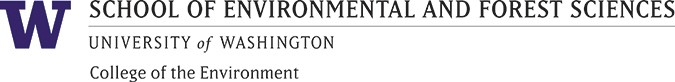 W SCHOOL OF ENVIRONMENTAL AND FOREST SCIENCES
UNIVERSITY of WASHINGTON
College of the Environment